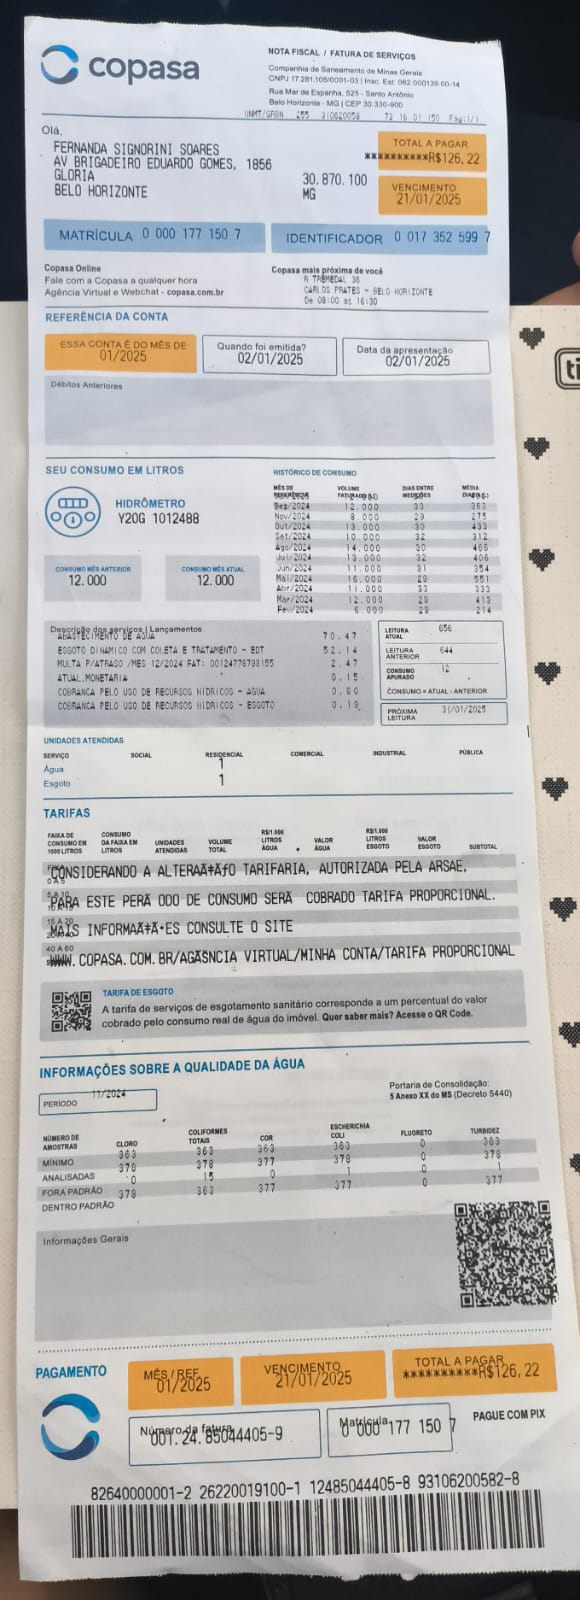 copasa
NOTA FISCAL / FATURA DE SERVIÇOS
Companhia de Saneamento de Minas Gerais
CNPJ 17.281.106/0001-03 | Insc. Est: 062.000139.00-14
Rua Mar de Espanha, 525 - Santo Antônio
Belo Horizonte - MG | CEP 30.330-900
UNMT/GRBN 255 310620058 73 16 01 150 Pag:1/1
Olá,
FERNANDA SIGNORINI SOARES
AV BRIGADEIRO EDUARDO GOMES, 1856
GLORIA 30.870.100
BELO HORIZONTE MG
TOTAL A PAGAR
**********R$126,22
VENCIMENTO
21/01/2025
MATRÍCULA 0 000 177 150 7
IDENTIFICADOR 0 017 352 599 7
Copasa Online
Fale com a Copasa a qualquer hora
Agência Virtual e Webchat - copasa.com.br
Copasa mais próxima de você
R TREMEDAL 36
CARLOS PRATES - BELO HORIZONTE
De 08:00 às 16:30
REFERÊNCIA DA CONTA
ESSA CONTA É DO MÊS DE
01/2025
Quando foi emitida?
02/01/2025
Data da apresentação
02/01/2025
Débitos Anteriores
SEU CONSUMO EM LITROS
HIDRÔMETRO
Y20G 1012488
CONSUMO MÊS ANTERIOR
12.000
CONSUMO MÊS ATUAL
12.000
HISTÓRICO DE CONSUMO
MÊS DE REFERÊNCIA VOLUME FATURADO(L) DIAS ENTRE MEDIÇÕES MÉDIA DIÁRIA(L)
Dez/2024 12.000 33 363
Nov/2024 8.000 29 275
Out/2024 13.000 30 433
Set/2024 10.000 32 312
Ago/2024 14.000 30 466
Jul/2024 13.000 32 406
Jun/2024 11.000 31 354
Mai/2024 16.000 29 551
Abr/2024 11.000 33 333
Mar/2024 12.000 29 413
Fev/2024 6.000 28 214
Descrição dos serviços | Lançamentos
ABASTECIMENTO DE AGUA 70.47
ESGOTO DINAMICO COM COLETA E TRATAMENTO - EDT 52.14
MULTA P/ATRASO /MES 12/2024 FAT: 00124776798155 2.47
ATUAL.MONETARIA 0.15
COBRANCA PELO USO DE RECURSOS HIDRICOS - AGUA 0.80
COBRANCA PELO USO DE RECURSOS HIDRICOS - ESGOTO 0.19
LEITURA ATUAL 656
LEITURA ANTERIOR 644
CONSUMO APURADO 12
CONSUMO = ATUAL - ANTERIOR
PRÓXIMA LEITURA 31/01/2025
UNIDADES ATENDIDAS
SERVIÇO SOCIAL RESIDENCIAL COMERCIAL INDUSTRIAL PÚBLICA
Água 1
Esgoto 1
TARIFAS
FAIXA DE CONSUMO EM 1000 LITROS CONSUMO DA FAIXA EM LITROS UNIDADES ATENDIDAS VOLUME TOTAL R$/1.000 LITROS ÁGUA VALOR ÁGUA R$/1.000 LITROS ESGOTO VALOR ESGOTO SUBTOTAL
CONSIDERANDO A ALTERAÃ‡ÃƒO TARIFARIA, AUTORIZADA PELA ARSAE,
0 A 5
PARA ESTE PERÃ ODO DE CONSUMO SERÃ COBRADO TARIFA PROPORCIONAL.
MAIS INFORMAÃ‡Ã•ES CONSULTE O SITE
40 A 60
WWW.COPASA.COM.BR/AGÃSNCIA VIRTUAL/MINHA CONTA/TARIFA PROPORCIONAL
TARIFA DE ESGOTO
A tarifa de serviços de esgotamento sanitário corresponde a um percentual do valor
cobrado pelo consumo real de água do imóvel. Quer saber mais? Acesse o QR Code.
INFORMAÇÕES SOBRE A QUALIDADE DA ÁGUA
PERÍODO 11/2024
Portaria de Consolidação:
5 Anexo XX do MS (Decreto 5440)
NÚMERO DE AMOSTRAS CLORO COLIFORMES TOTAIS COR ESCHERICHIA COLI FLUORETO TURBIDEZ
363 363 363 363 0 363
MÍNIMO 378 378 377 378 0 378
ANALISADAS 0 15 0 1 0 1
FORA PADRÃO 378 363 377 377 0 377
DENTRO PADRÃO
Informações Gerais
PAGAMENTO
MÊS/REF
01/2025
VENCIMENTO
21/01/2025
TOTAL A PAGAR
**********R$126,22
Número da fatura
001.24.85044405-9
Matrícula
0 000 177 150 7
PAGUE COM PIX
82640000001-2 26220019100-1 12485044405-8 93106200582-8
ti